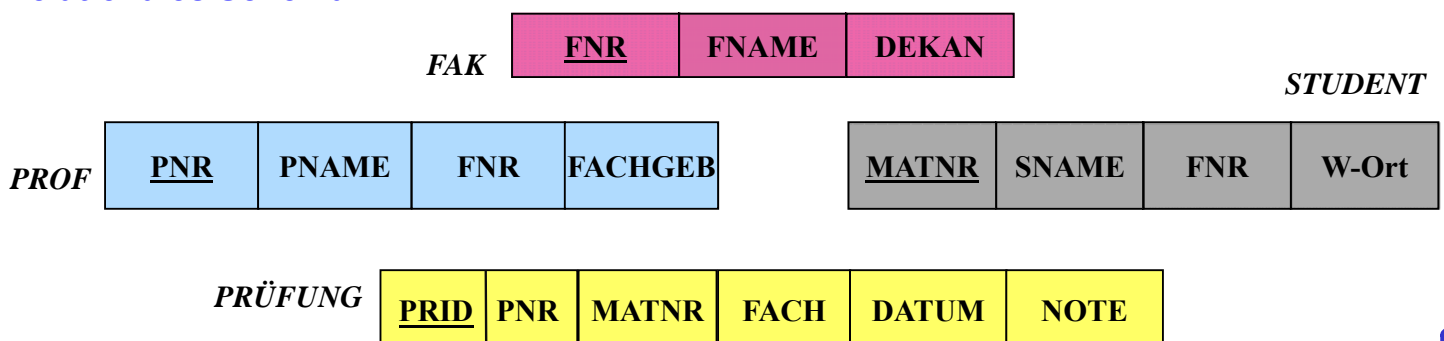 FAK FNR FNAME DEKAN
STUDENT
PROF PNR PNAME FNR FACHGEB MATNR SNAME FNR W-Ort
PRÜFUNG PRID PNR MATNR FACH DATUM NOTE